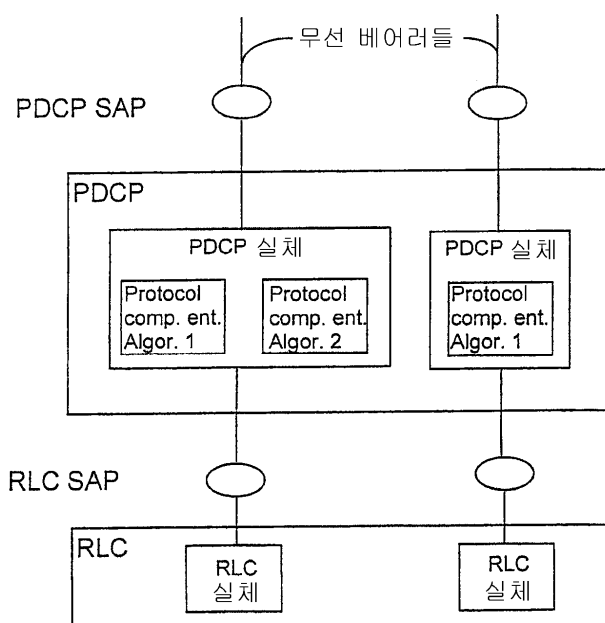 무선 베어러들
PDCP SAP
PDCP
PDCP 실체
Protocol
comp. ent.
Algor. 1
Protocol
comp. ent.
Algor. 2
PDCP 실체
Protocol
comp. ent.
Algor. 1
RLC SAP
RLC
RLC
실체
RLC
실체